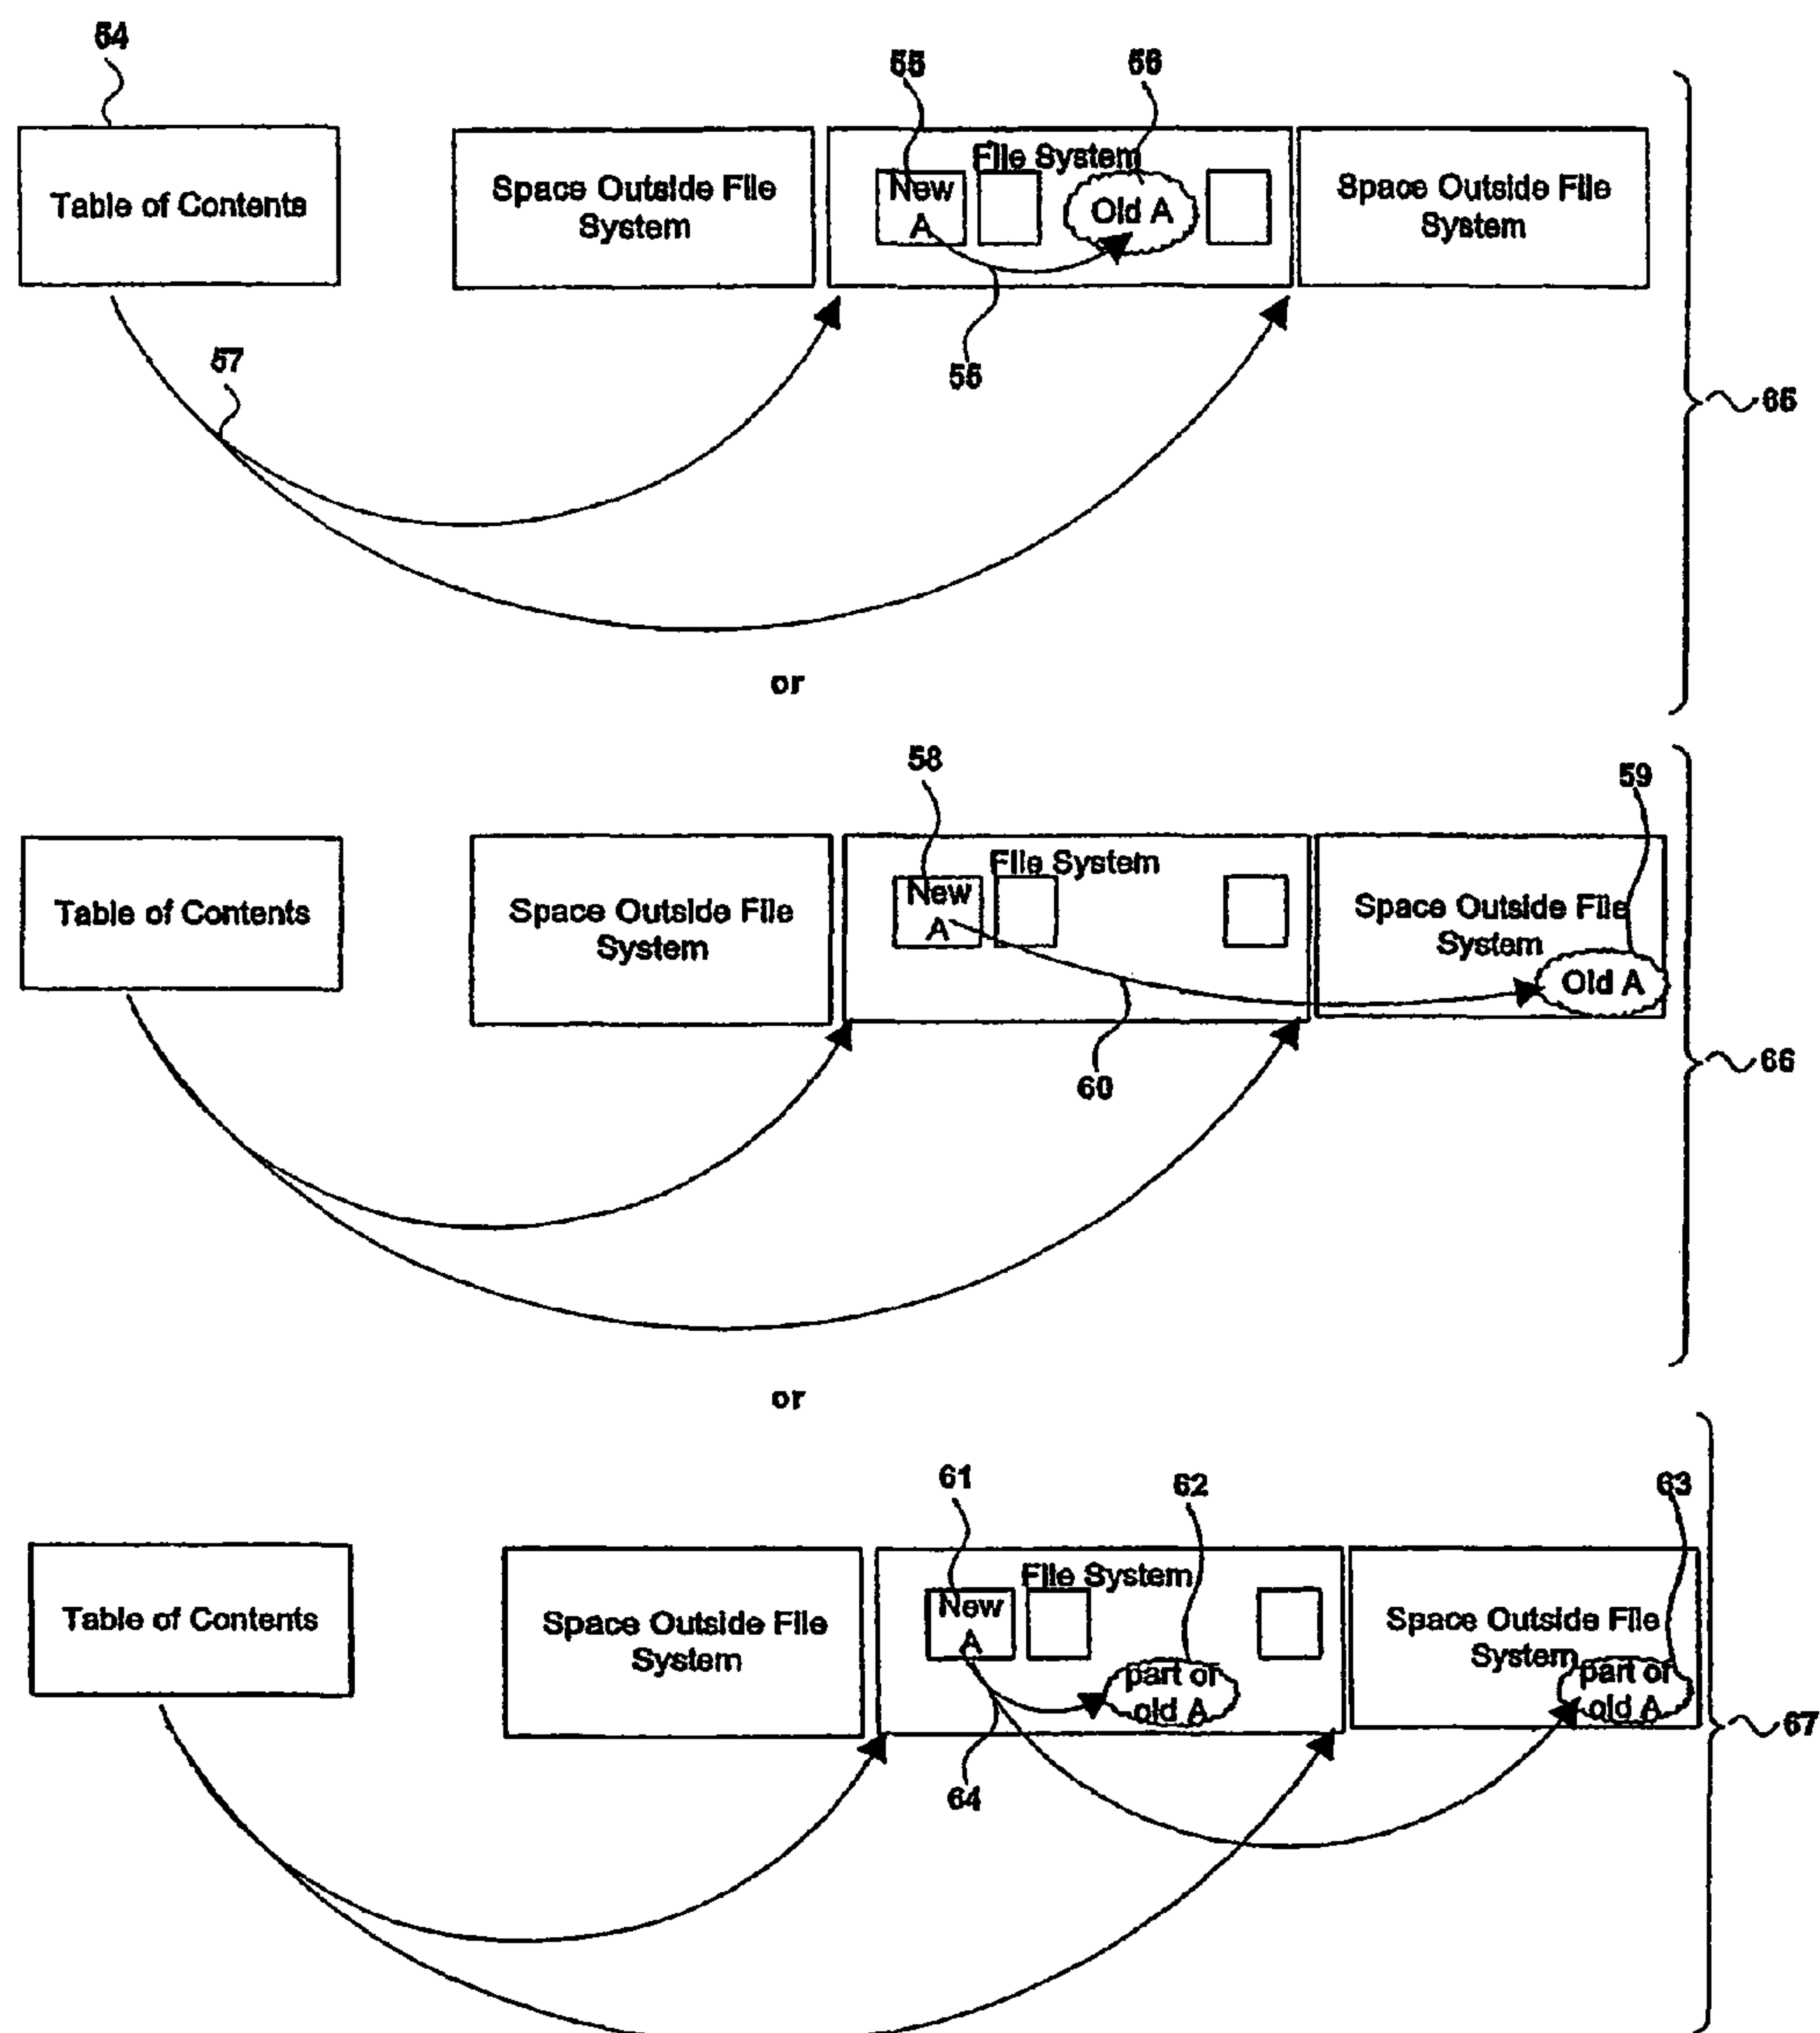 54
55
56
Table of Contents
Space Outside File
System
File System
New
A
Old A
Space Outside File
System
57
55
65
or
58
59
Table of Contents
Space Outside File
System
File System
New
A
Space Outside File
System
Old A
60
66
or
61
62
63
Table of Contents
Space Outside File
System
File System
New
A
part of
old A
Space Outside File
System
part of
old A
64
67